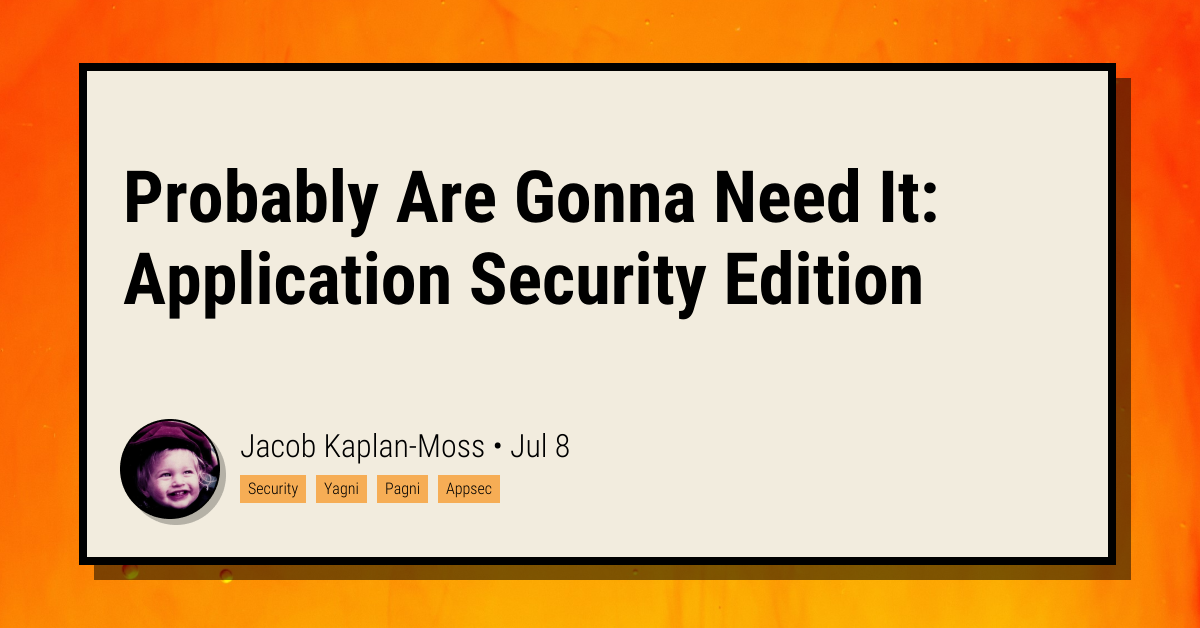 Probably Are Gonna Need It:
Application Security Edition
Jacob Kaplan-Moss • Jul 8
Security Yagni Pagni Appsec